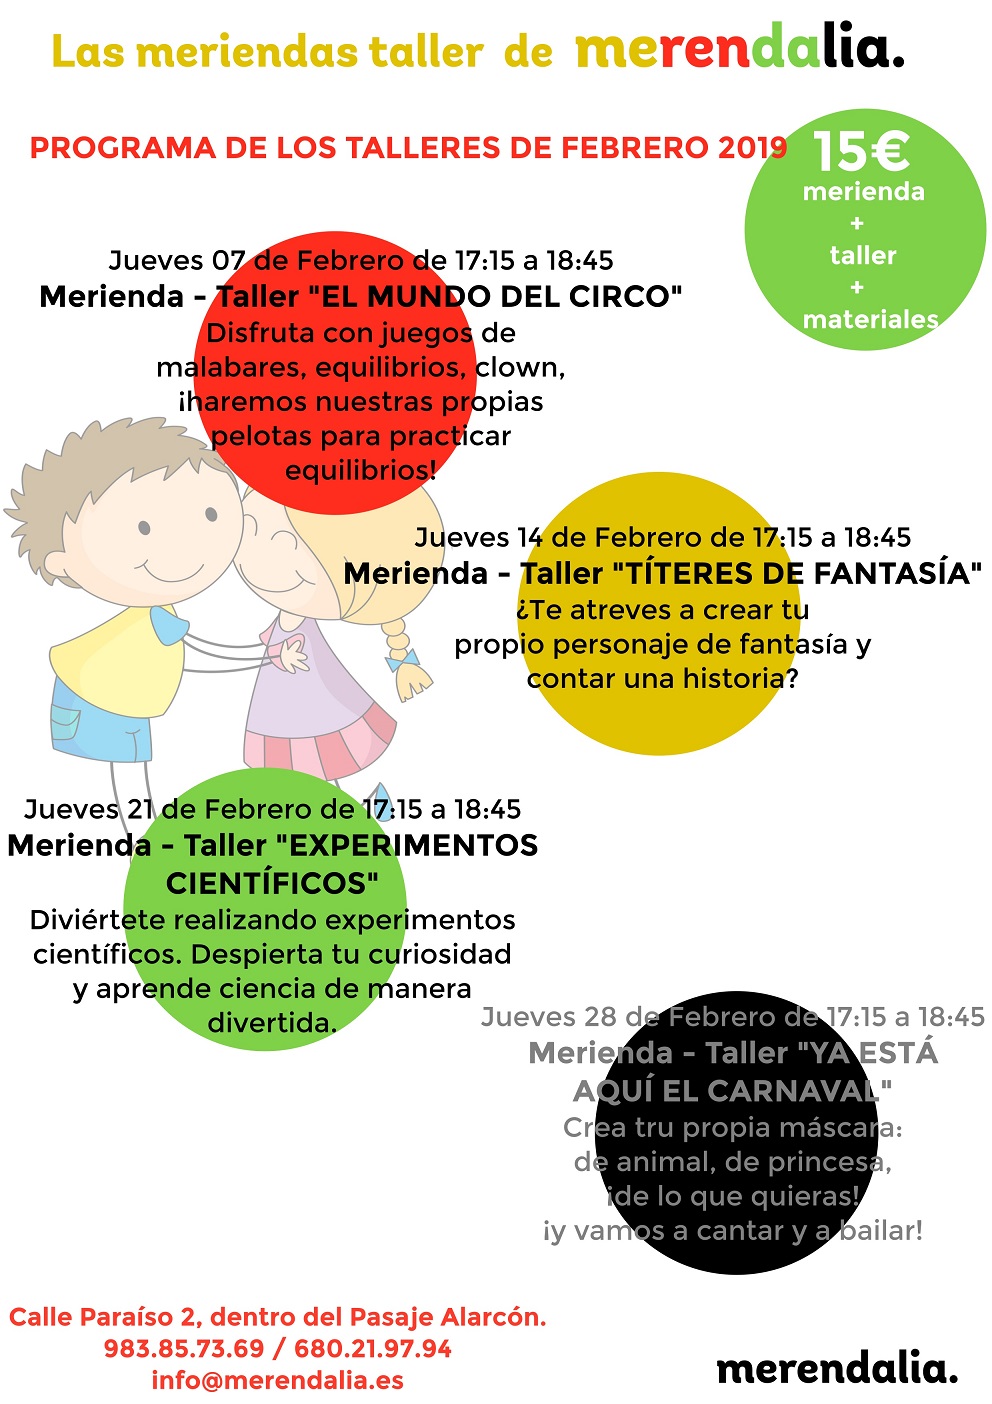 Las meriendas taller de merendalia.
PROGRAMA DE LOS TALLERES DE FEBRERO 2019
15€
merienda
+
taller
+
materiales
Jueves 07 de Febrero de 17:15 a 18:45
Merienda - Taller "EL MUNDO DEL CIRCO"
Disfruta con juegos de
malabares, equilibrios, clown,
¡haremos nuestras propias
pelotas para practicar
equilibrios!
Jueves 14 de Febrero de 17:15 a 18:45
Merienda - Taller "TÍTERES DE FANTASÍA"
¿Te atreves a crear tu
propio personaje de fantasía y
contar una historia?
Jueves 21 de Febrero de 17:15 a 18:45
Merienda - Taller "EXPERIMENTOS
CIENTÍFICOS"
Diviértete realizando experimentos
científicos. Despierta tu curiosidad
y aprende ciencia de manera
divertida.
Jueves 28 de Febrero de 17:15 a 18:45
Merienda - Taller "YA ESTÁ
AQUÍ EL CARNAVAL"
Crea tru propia máscara:
de animal, de princesa,
¡de lo que quieras!
¡y vamos a cantar y a bailar!
Calle Paraíso 2, dentro del Pasaje Alarcón.
983.85.73.69 / 680.21.97.94
info@merendalia.es
merendalia.